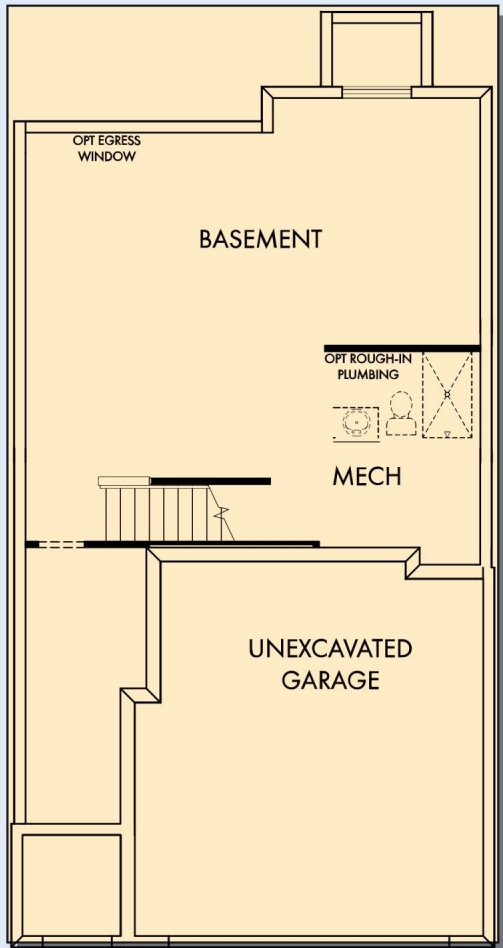 OPT EGRESS
WINDOW
BASEMENT
OPT ROUGH-IN
PLUMBING
MECH
UNEXCAVATED
GARAGE